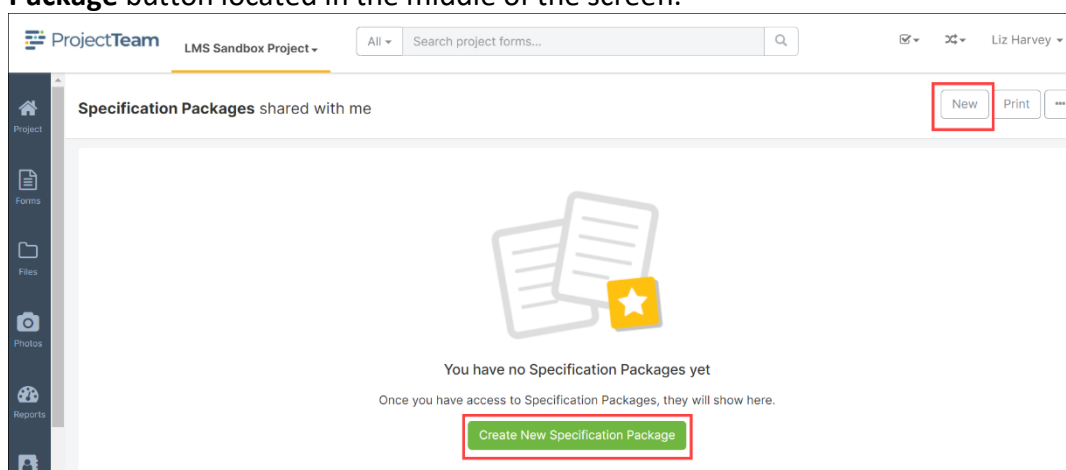 Package button located in the middle of the screen.
ProjectTeam LMS Sandbox Project All Search project forms... Liz Harvey
Specification Packages shared with me New Print
Project
Forms
Files
Photos
Reports
You have no Specification Packages yet
Once you have access to Specification Packages, they will show here.
Create New Specification Package